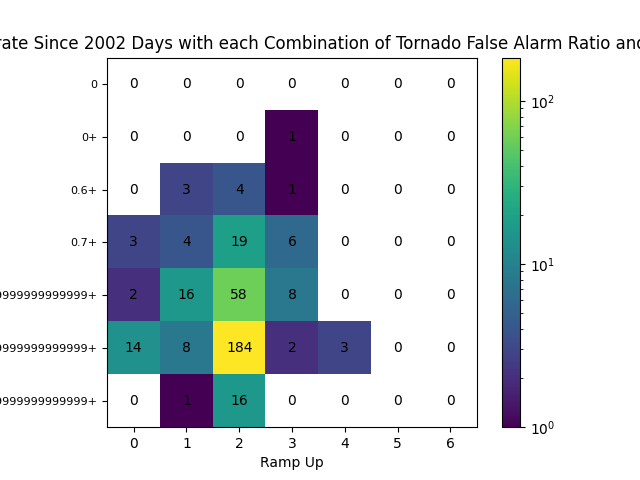 rate Since 2002 Days with each Combination of Tornado False Alarm Ratio and
0 0 0 0 0 0 0 0
0+ 0 0 0 1 0 0 0
0.6+ 0 3 4 1 0 0 0
0.7+ 3 4 19 6 0 0 0
9999999999999+ 2 16 58 8 0 0
9999999999999+ 14 8 184 2 3 0 0
9999999999999+ 0 1 16 0 0 0 0
0 1 2 3 4 5 6
Ramp Up
10²
10¹
10⁰